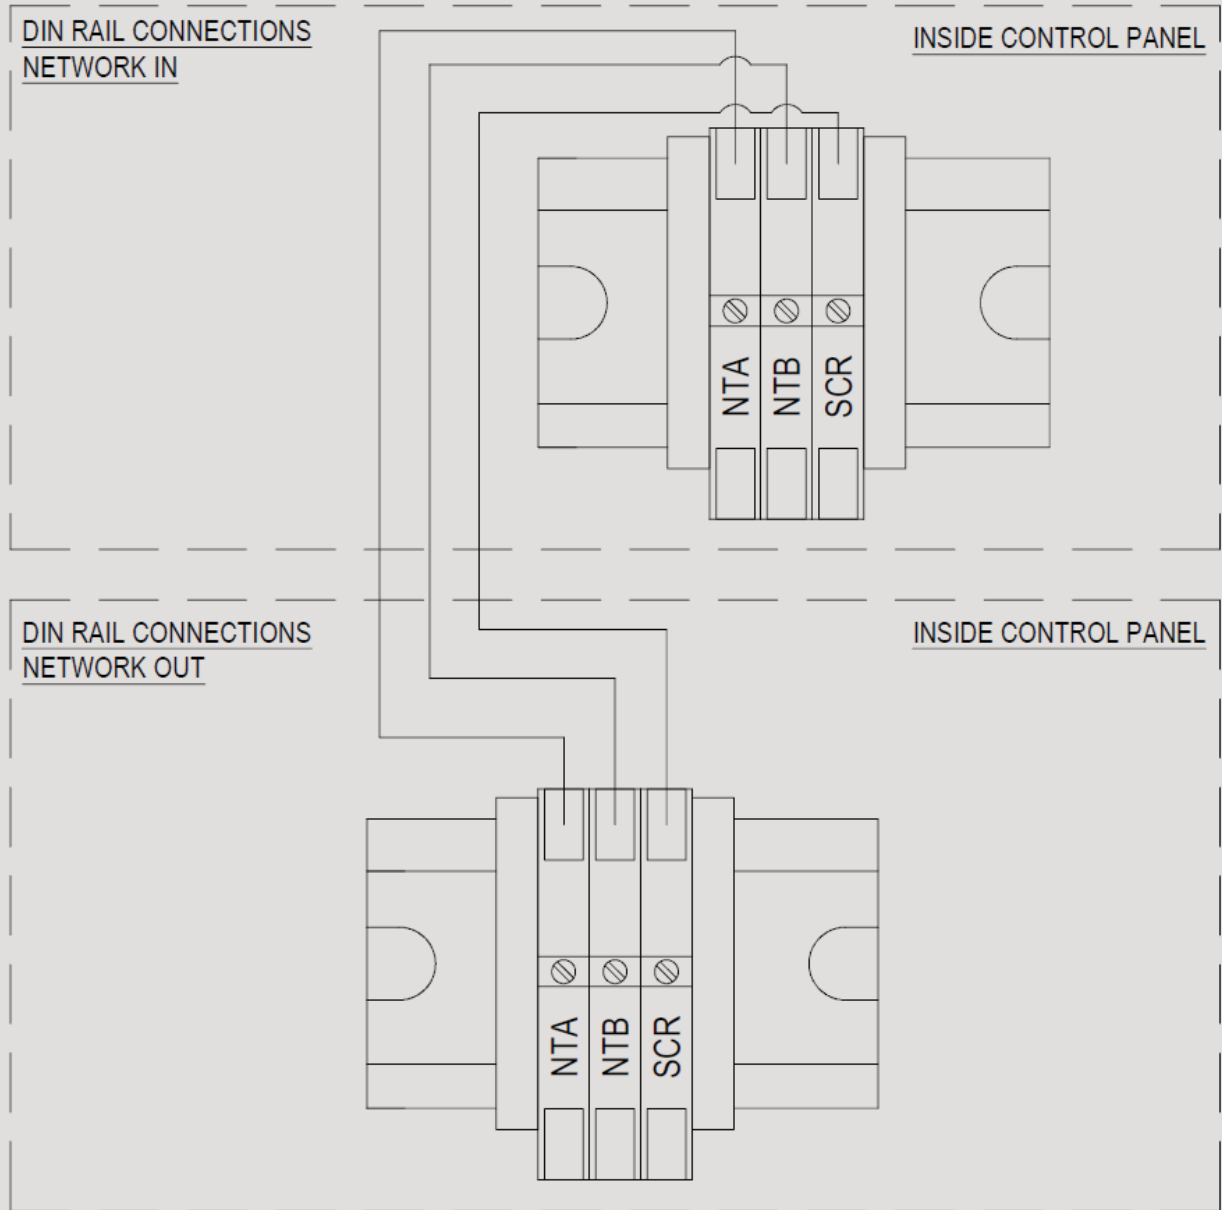 DIN RAIL CONNECTIONS
NETWORK IN
INSIDE CONTROL PANEL
NTA
NTB
SCR
DIN RAIL CONNECTIONS
NETWORK OUT
INSIDE CONTROL PANEL
NTA
NTB
SCR